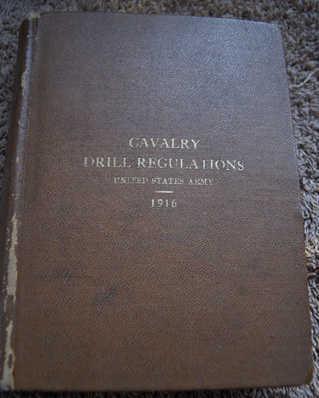 CAVALRY
DRILL REGULATIONS
UNITED STATES ARMY
1916